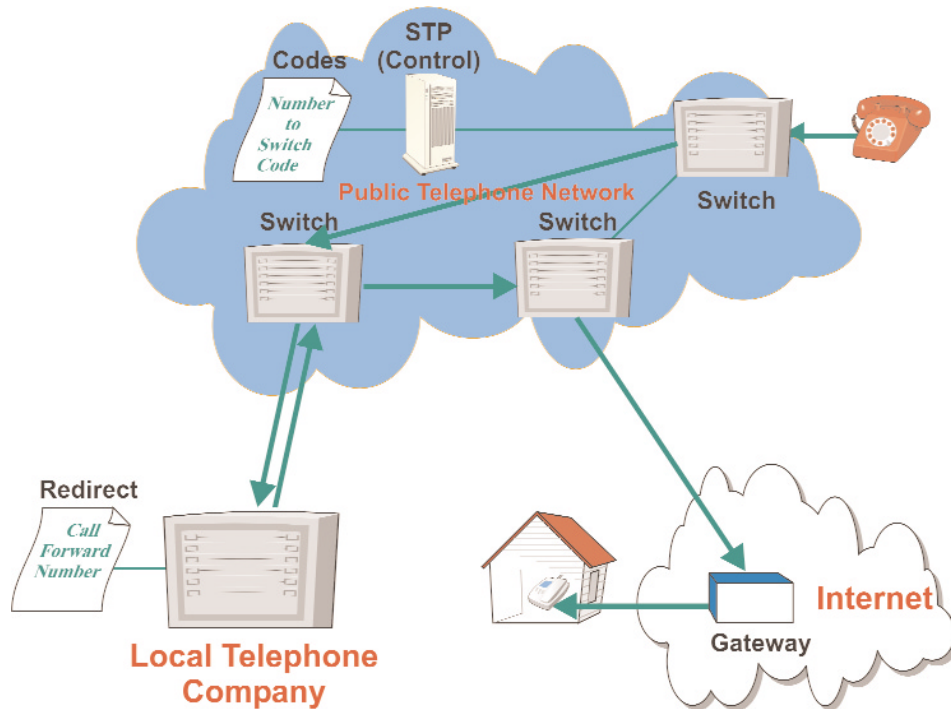 STP
(Control)
Codes
Number
to
Switch
Code
Public Telephone Network
Switch
Switch
Switch
Redirect
Call
Forward
Number
Local Telephone
Company
Internet
Gateway